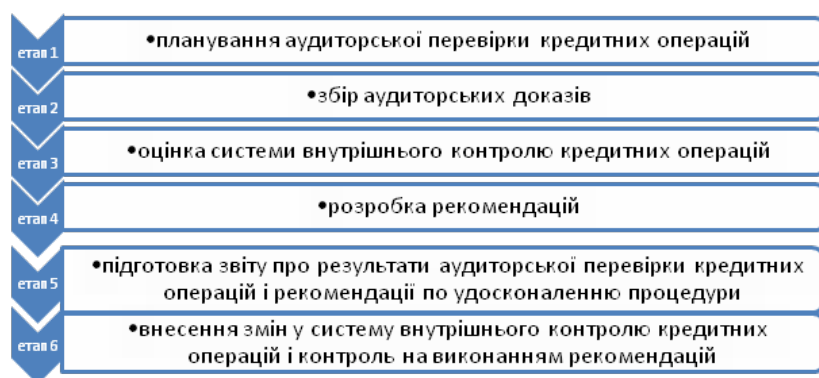 етап 1
•планування аудиторської перевірки кредитних операцій
етап 2
•збір аудиторських доказів
етап 3
•оцінка системи внутрішнього контролю кредитних операцій
етап 4
•розробка рекомендацій
етап 5
•підготовка звіту про результати аудиторської перевірки кредитних
операцій і рекомендації по удосконаленню процедури
етап 6
•внесення змін у систему внутрішнього контролю кредитних
операцій і контроль на виконанням рекомендацій